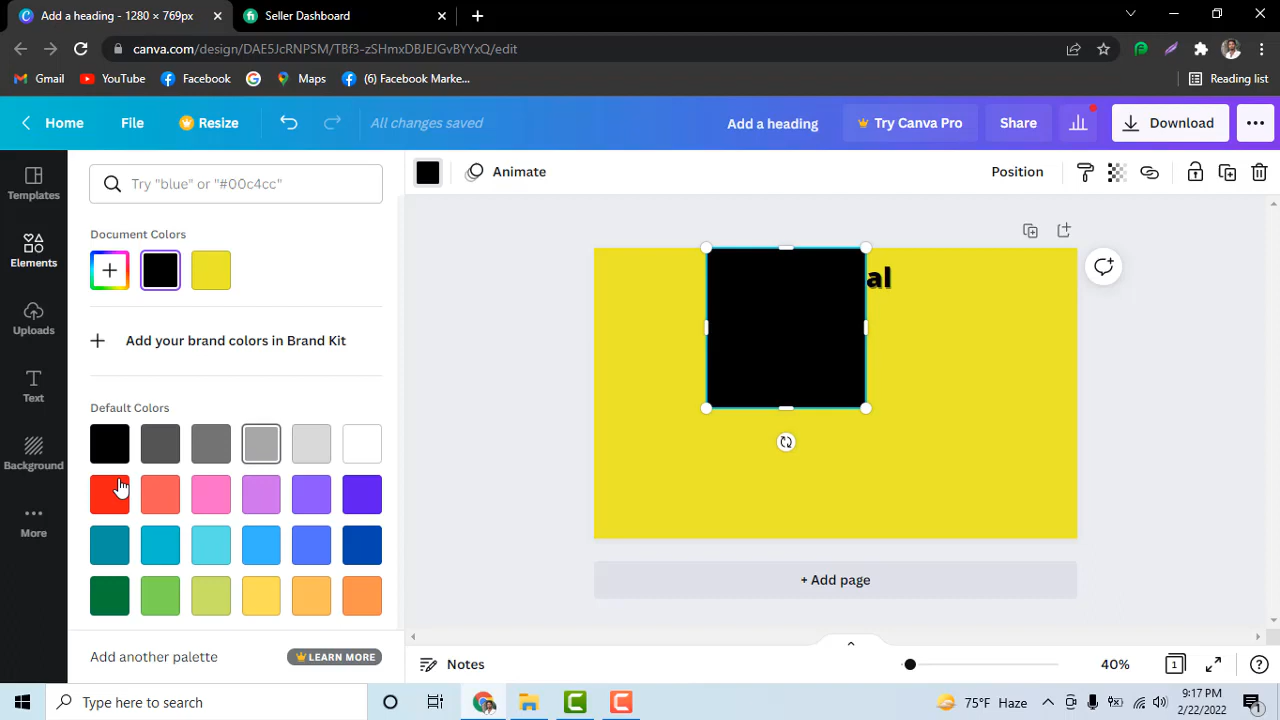 Add a heading - 1280 × 769px
Seller Dashboard
canva.com/design/DAE5JcRNPSM/TBf3-zSHmxDBJEJGvBYYxQ/edit
Gmail
YouTube
Facebook
Maps
(6) Facebook Marke...
Reading list
Home
File
Resize
All changes saved
Add a heading
Try Canva Pro
Share
Download
Templates
Elements
Uploads
Text
Background
More
Try "blue" or "#00c4cc"
Document Colors
Add your brand colors in Brand Kit
Default Colors
Add another palette
LEARN MORE
Animate
Position
al
+ Add page
Notes
40%
1
Type here to search
75°F Haze
9:17 PM
2/22/2022
1